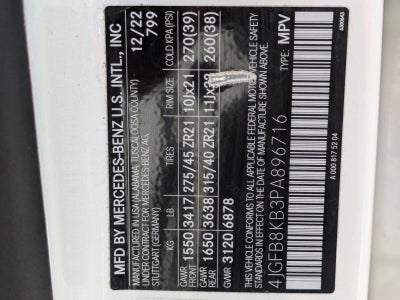 MFD BY MERCEDES-BENZ U.S. INTL., INC
MANUFACTURED IN USA (ALABAMA, TUSCALOOSA COUNTY) 12/22
UNDER CONTRACT FOR MERCEDES-BENZ AG, 799
STUTTGART (GERMANY)
KG LB TIRES RIM SIZE COLD KPA (PSI)
GAWR FRONT 1550 3417 275/45 ZR21 10Jx21 270(39)
GAWR REAR 1650 3638 315/40 ZR21 260(38)
GVWR 3120 6878
THIS VEHICLE CONFORMS TO ALL APPLICABLE FEDERAL MOTOR VEHICLE SAFETY
STANDARDS IN EFFECT ON THE DATE OF MANUFACTURE SHOWN ABOVE.
4JGFB8KB3PA896716 TYPE: MPV
A 000 817 52 04